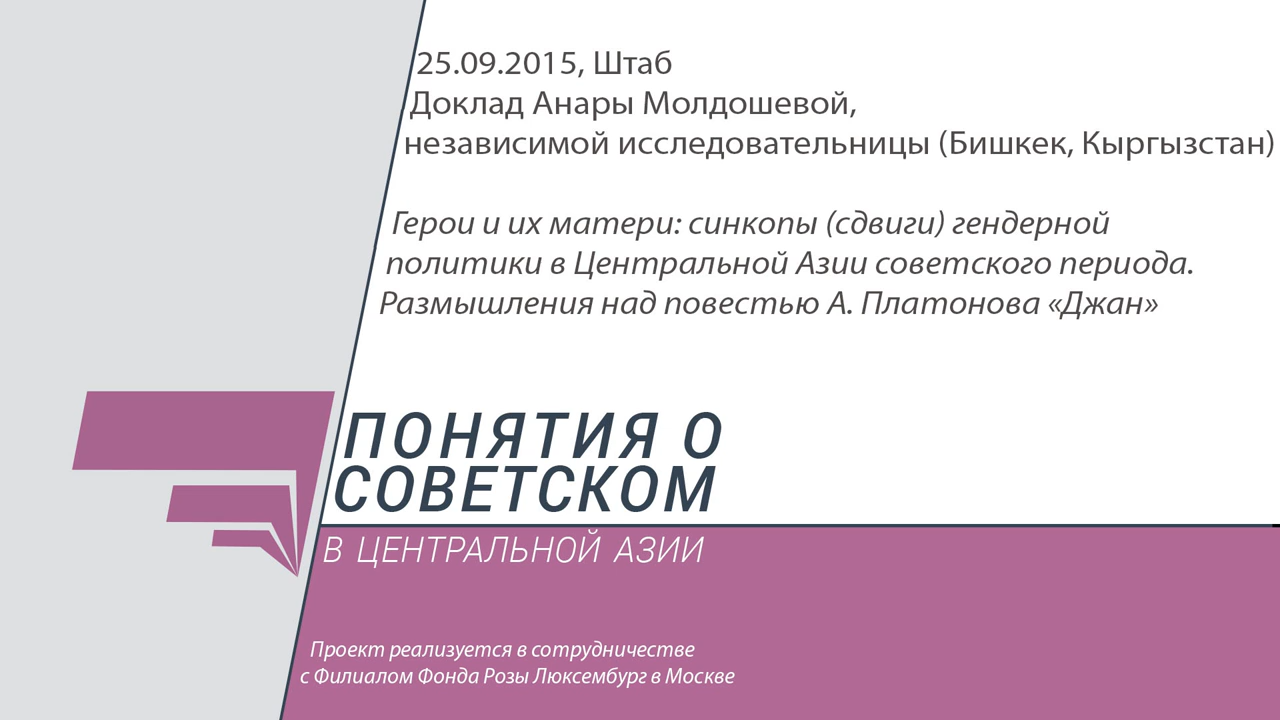 25.09.2015, Штаб
Доклад Анары Молдошевой,
независимой исследовательницы (Бишкек, Кыргызстан)
Герои и их матери: синкопы (сдвиги) гендерной
политики в Центральной Азии советского периода.
Размышления над повестью А. Платонова «Джан»
ПОНЯТИЯ О
СОВЕТСКОМ
В ЦЕНТРАЛЬНОЙ АЗИИ
Проект реализуется в сотрудничестве
с Филиалом Фонда Розы Люксембург в Москве